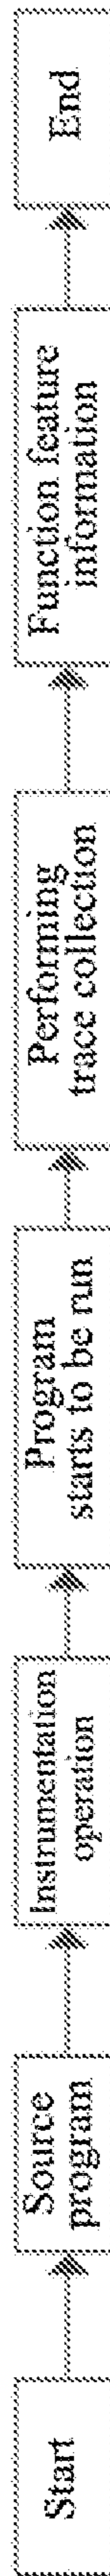 Start
Source
program
Instrumentation
operation
Program
starts to be run
Performing
trace collection
Function feature
information
End